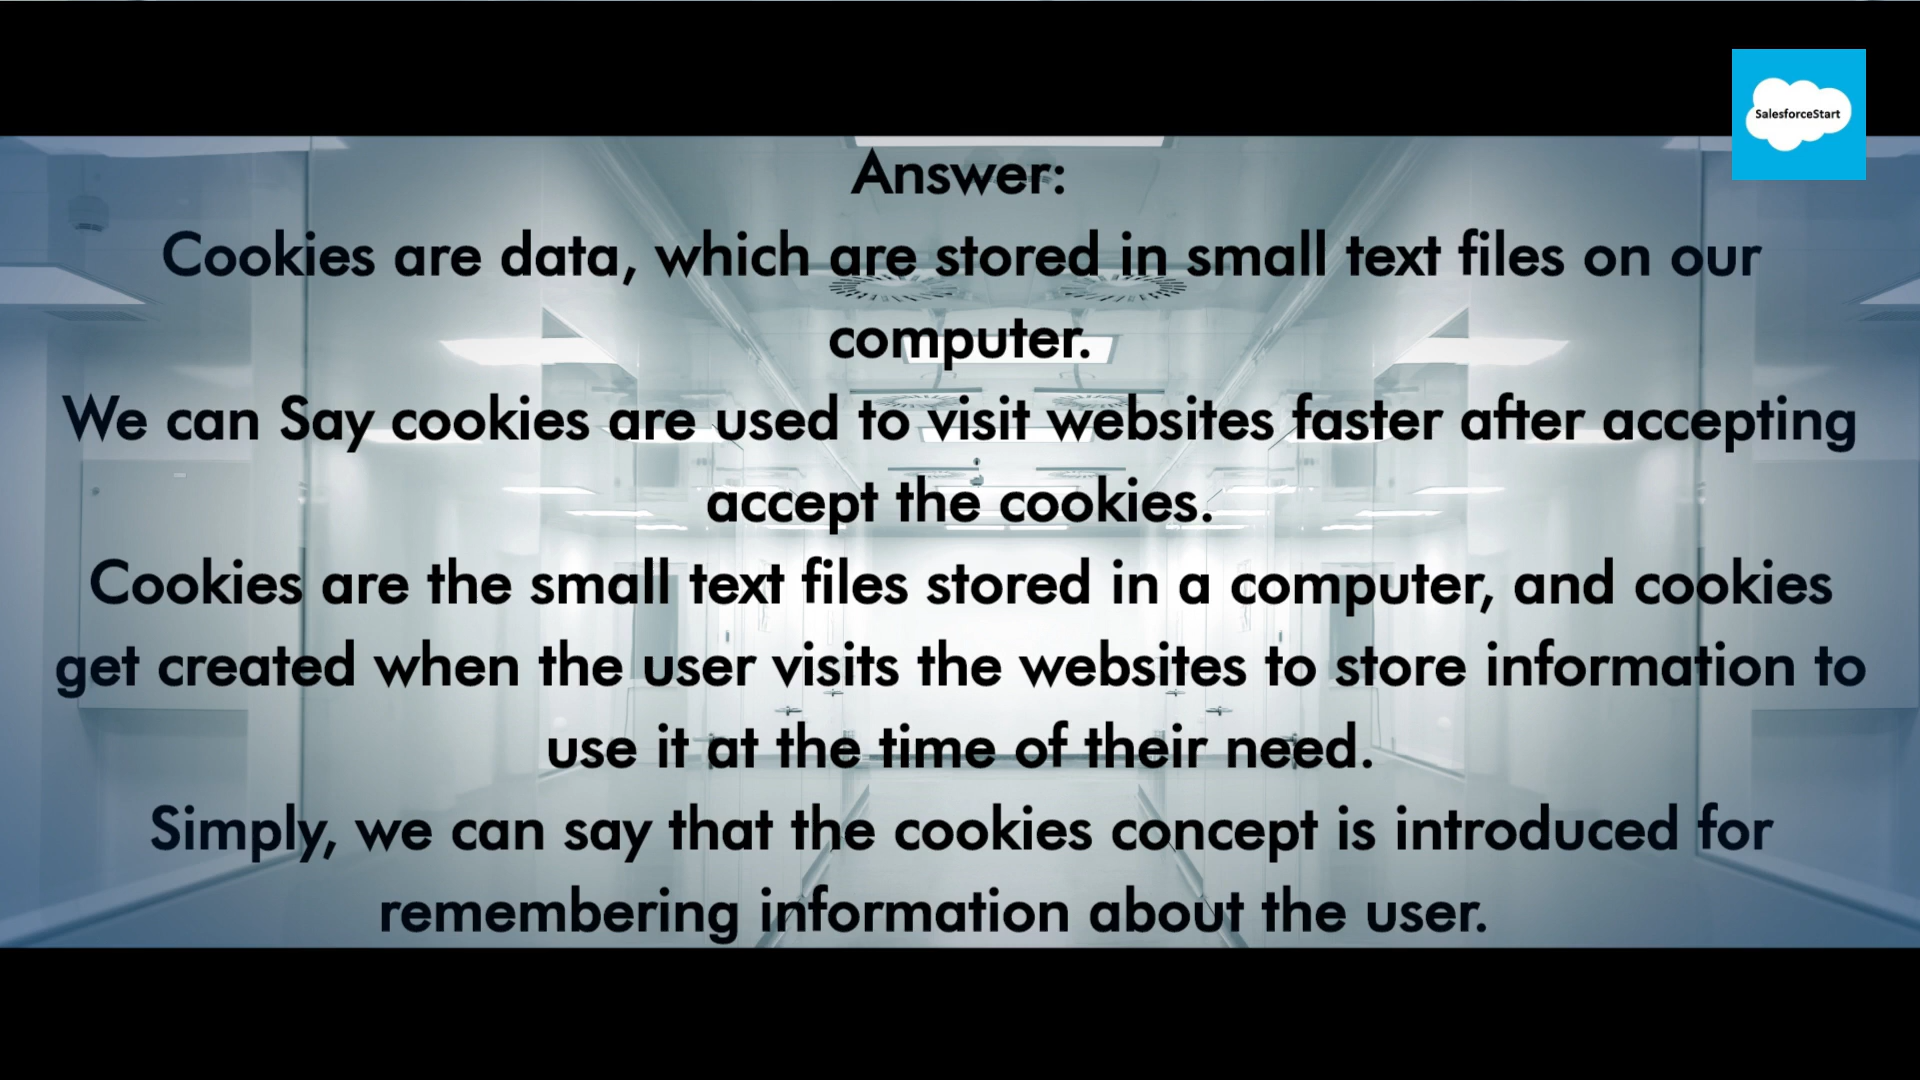 SalesforceStart
Answer:
Cookies are data, which are stored in small text files on our
computer.
We can Say cookies are used to visit websites faster after accepting
accept the cookies.
Cookies are the small text files stored in a computer, and cookies
get created when the user visits the websites to store information to
use it at the time of their need.
Simply, we can say that the cookies concept is introduced for
remembering information about the user.